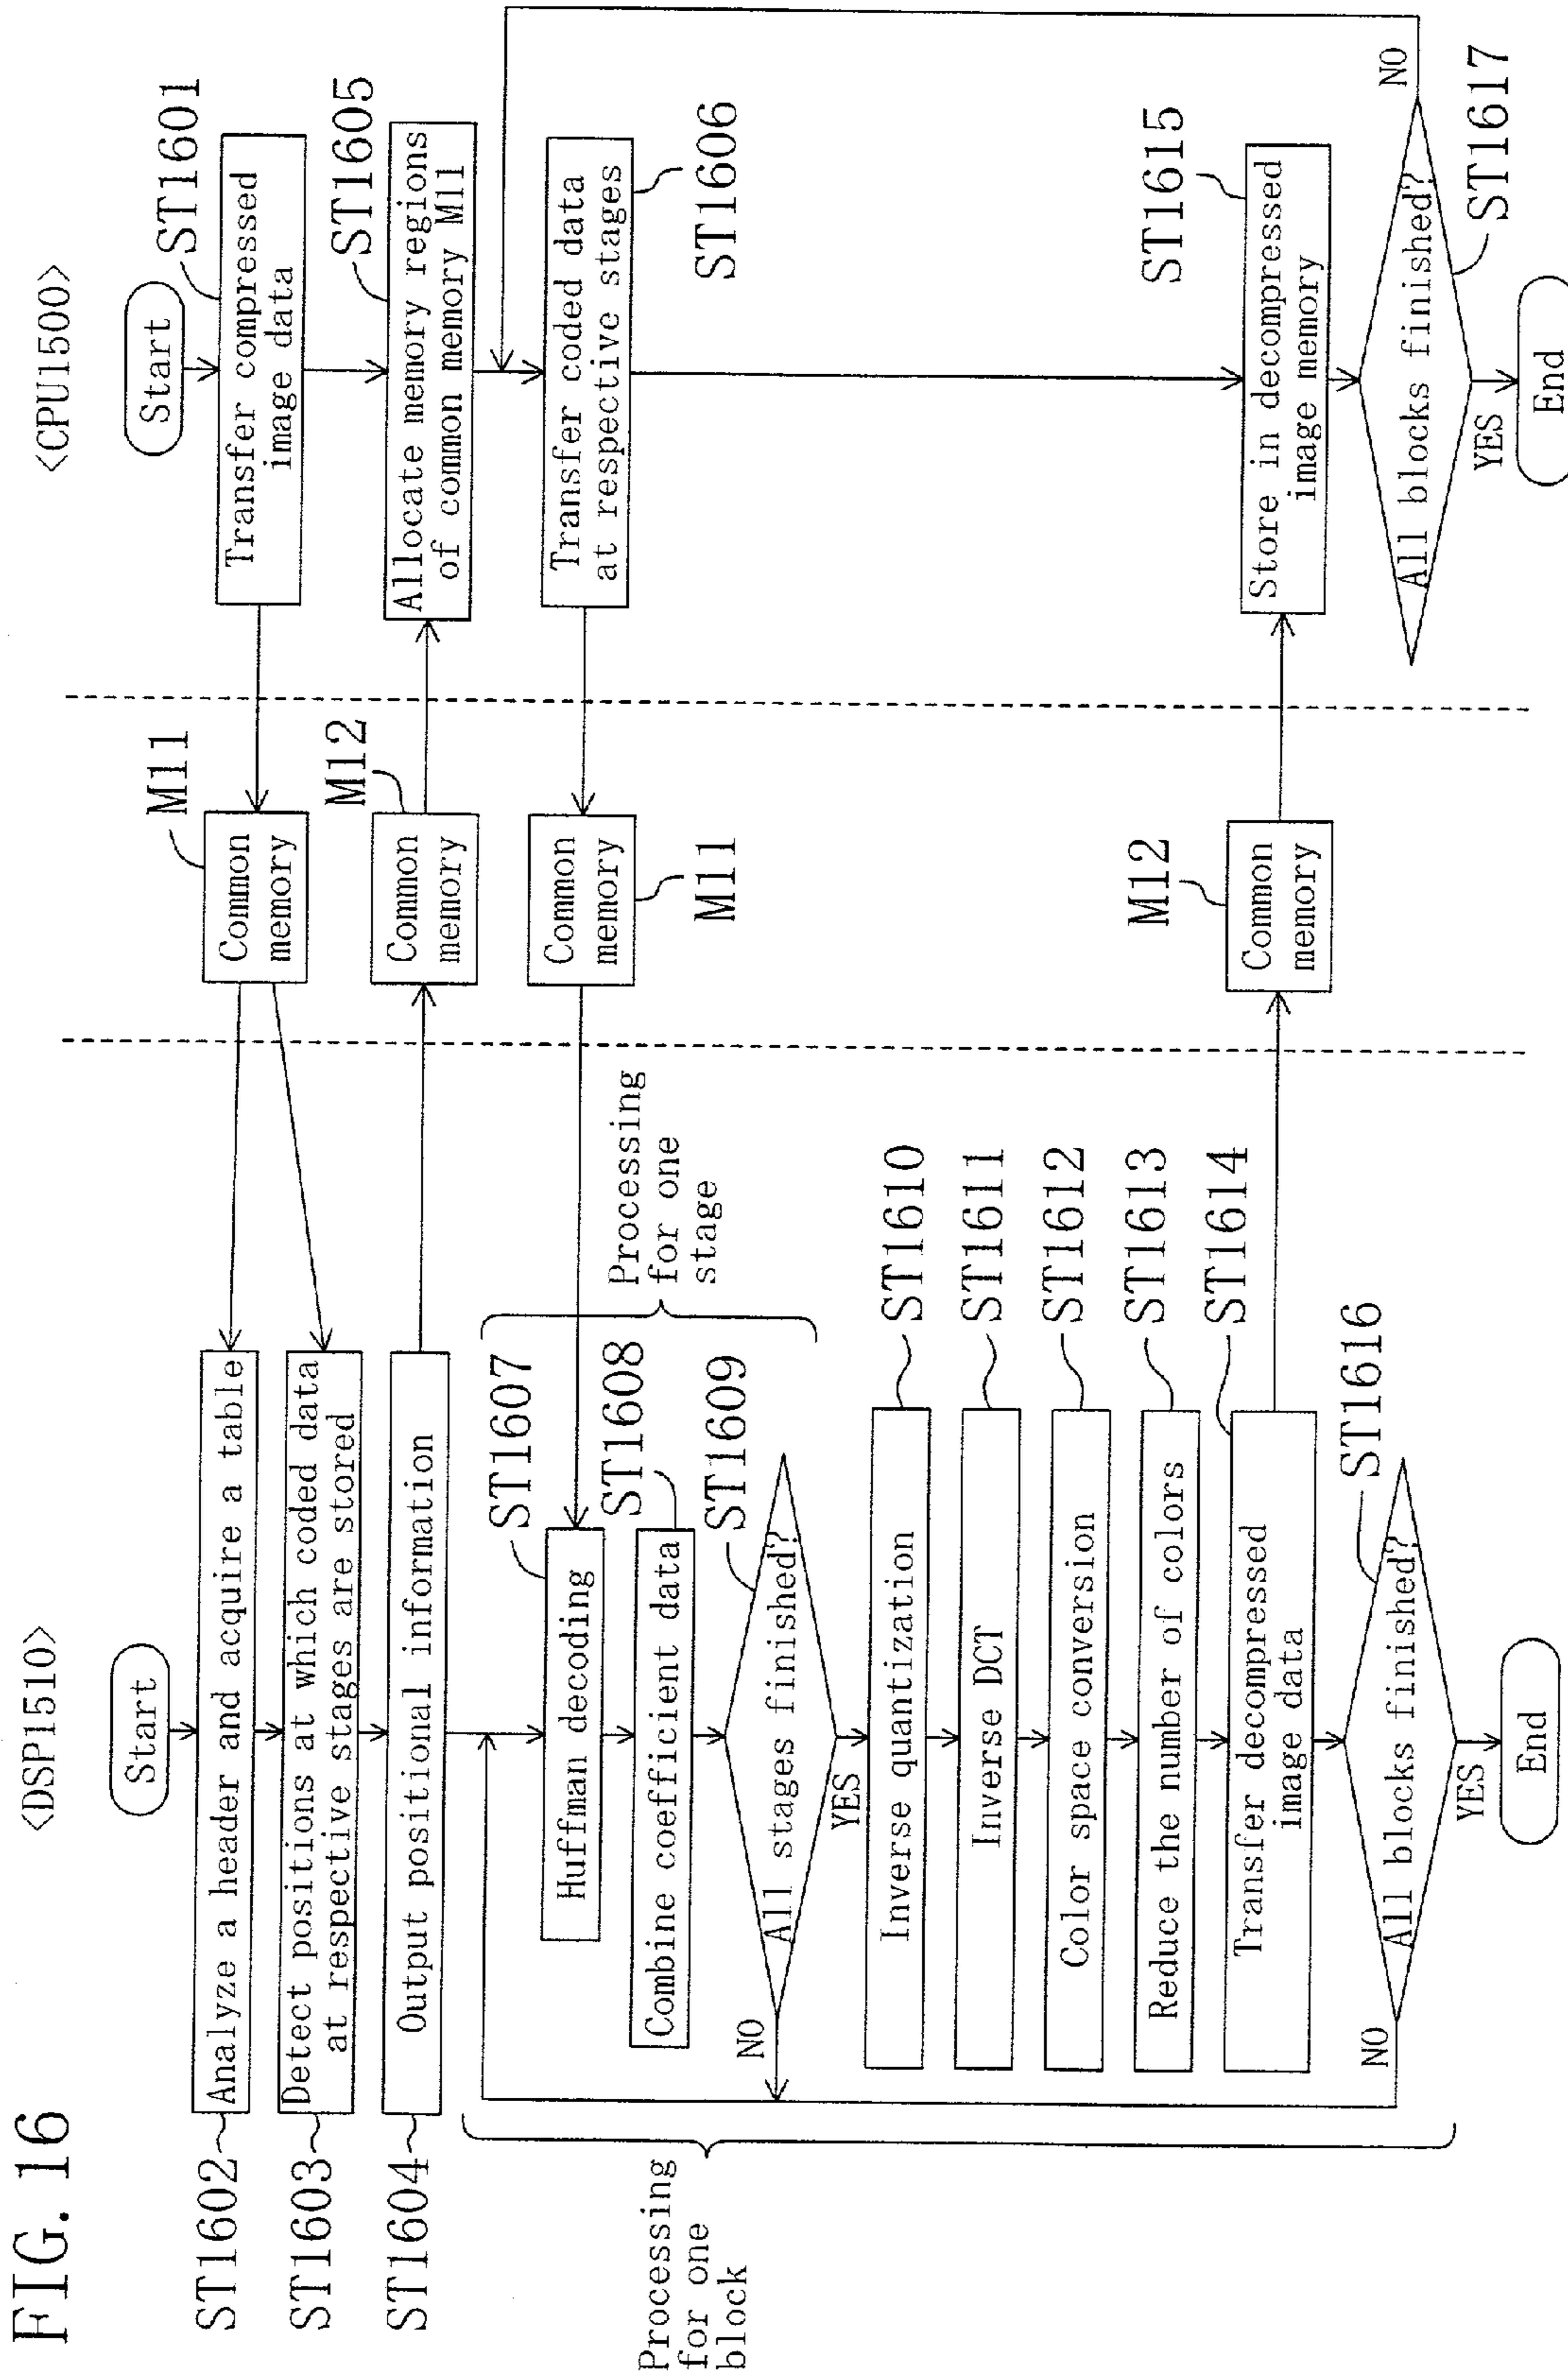 FIG. 16
<DSP1510>
Start
ST1602
Analyze a header and acquire a table
ST1603
Detect positions at which coded data
at respective stages are stored
ST1604
Output positional information
Processing
for one
block
ST1607
Huffman decoding
ST1608
Combine coefficient data
ST1609
All stages finished?
NO
YES
Processing
for one
stage
ST1610
Inverse quantization
ST1611
Inverse DCT
ST1612
Color space conversion
ST1613
Reduce the number of colors
ST1614
Transfer decompressed
image data
ST1616
All blocks finished?
NO
YES
End
M11
Common
memory
M12
Common
memory
Common
memory
M11
M12
Common
memory
<CPU1500>
Start
ST1601
Transfer compressed
image data
ST1605
Allocate memory regions
of common memory M11
Transfer coded data
at respective stages
ST1606
ST1615
Store in decompressed
image memory
All blocks finished?
NO
ST1617
YES
End